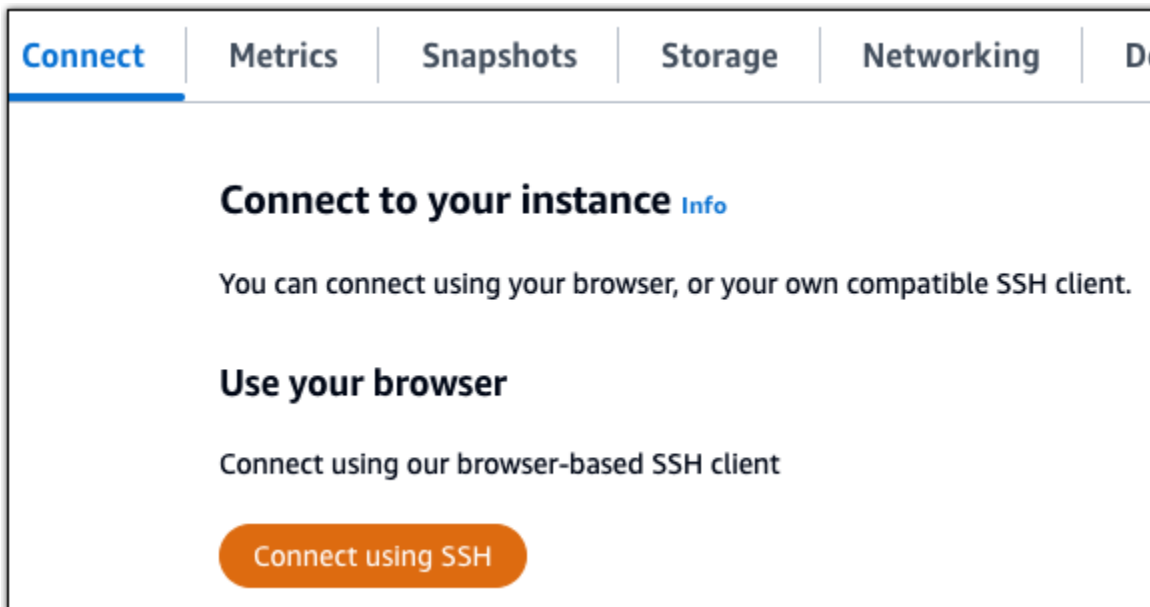 Connect Metrics Snapshots Storage Networking
Connect to your instance Info
You can connect using your browser, or your own compatible SSH client.
Use your browser
Connect using our browser-based SSH client
Connect using SSH